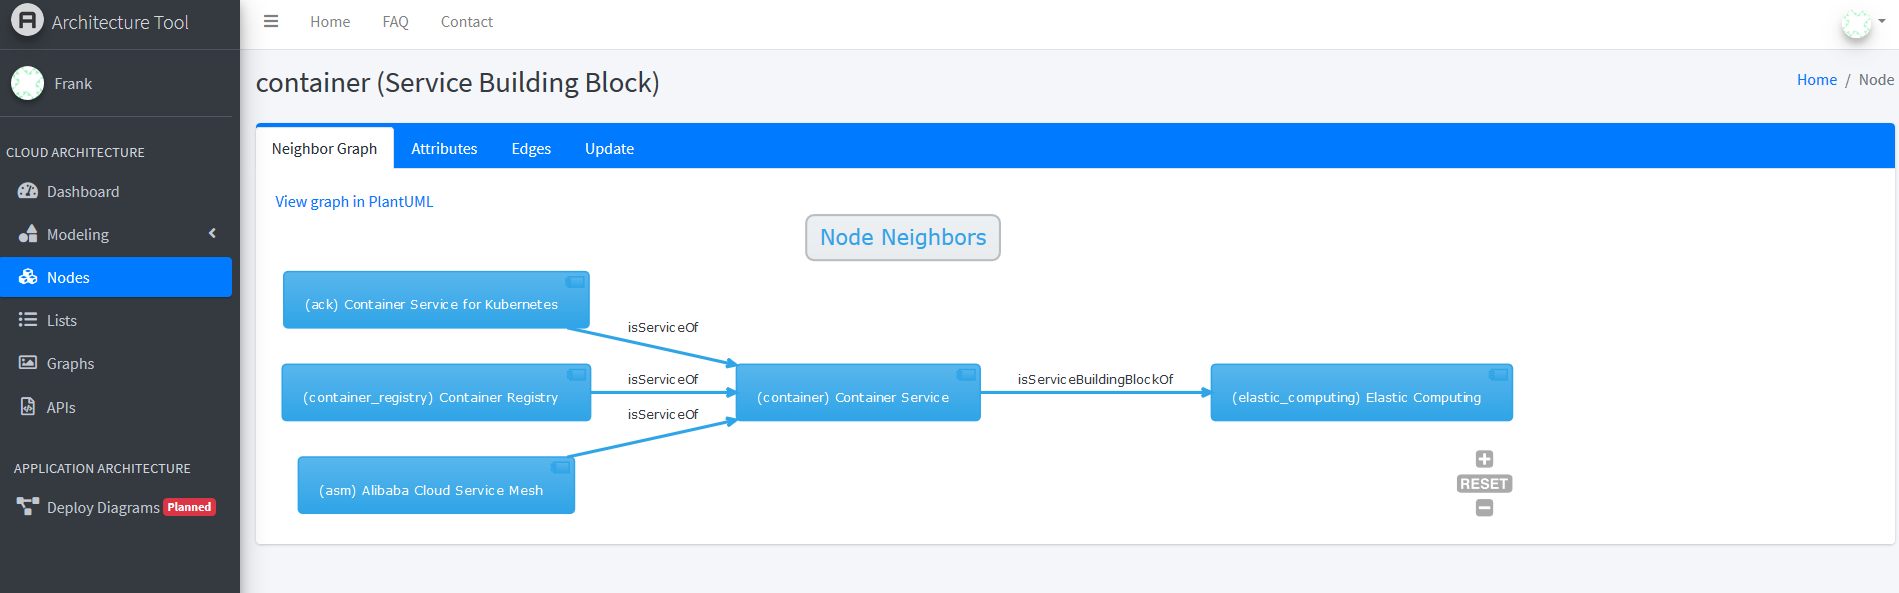 Architecture Tool
Home FAQ Contact
Frank
container (Service Building Block)
Home / Node
CLOUD ARCHITECTURE
Dashboard
Modeling
Nodes
Lists
Graphs
APIs
APPLICATION ARCHITECTURE
Deploy Diagrams Planned
Neighbor Graph Attributes Edges Update
View graph in PlantUML
Node Neighbors
(ack) Container Service for Kubernetes
isServiceOf
(container_registry) Container Registry
isServiceOf
(container) Container Service
isServiceBuildingBlockOf
(elastic_computing) Elastic Computing
isServiceOf
(asm) Alibaba Cloud Service Mesh
RESET